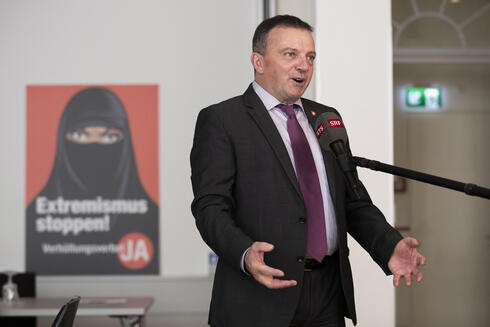 SRF
Extremismus
stoppen!
Verhüllungsverbot
JA